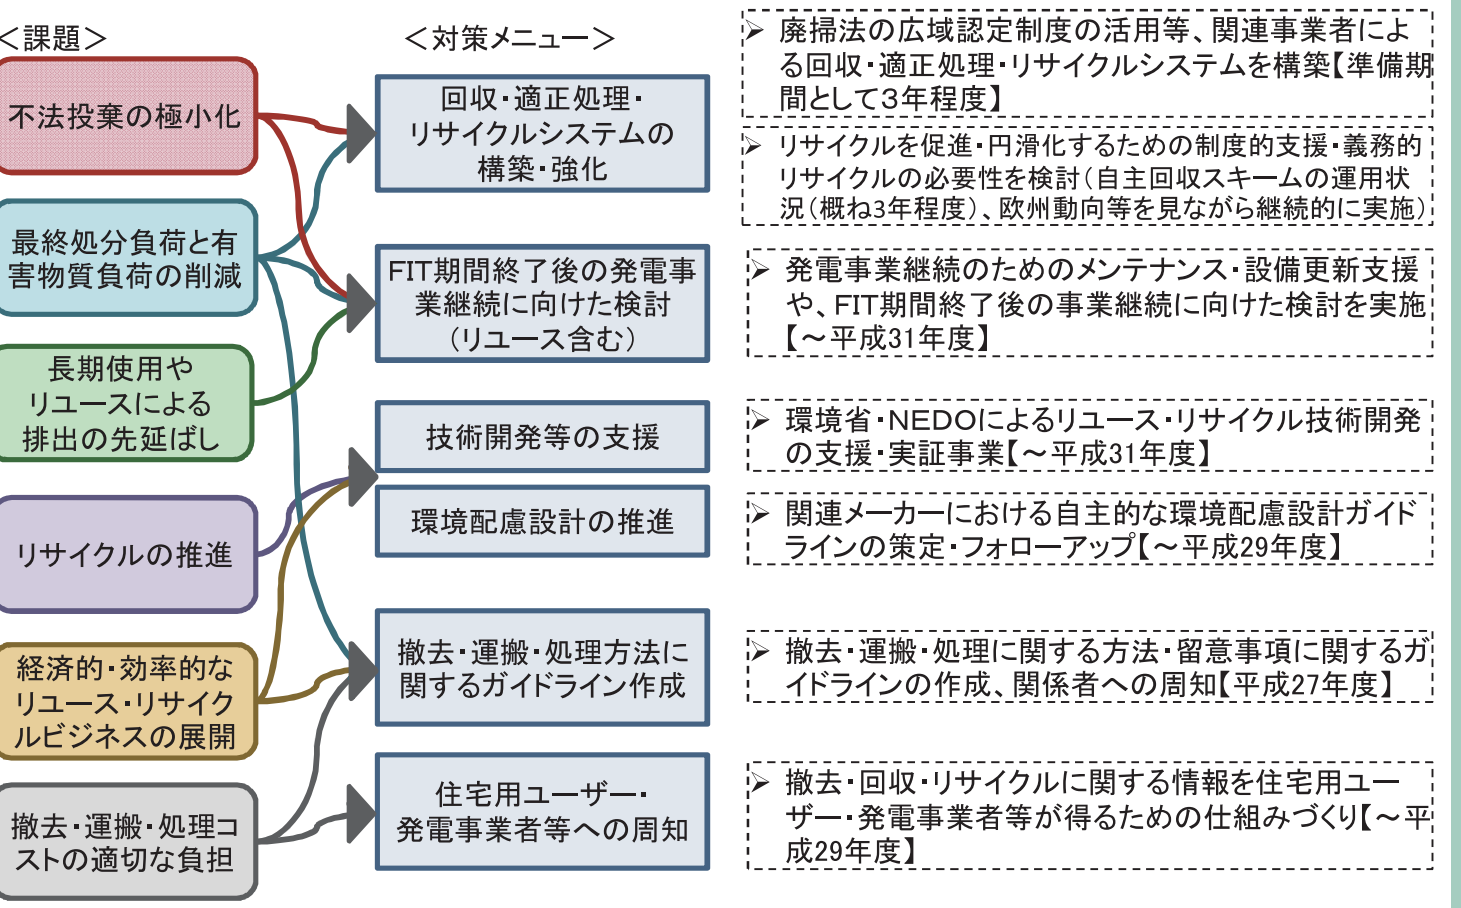 ＜課題＞
不法投棄の極小化
最終処分負荷と有
害物質負荷の削減
長期使用や
リユースによる
排出の先延ばし
リサイクルの推進
経済的・効率的な
リユース・リサイク
ルビジネスの展開
撤去・運搬・処理コ
ストの適切な負担
＜対策メニュー＞
回収・適正処理・
リサイクルシステムの
構築・強化
FIT期間終了後の発電事
業継続に向けた検討
（リユース含む）
技術開発等の支援
環境配慮設計の推進
撤去・運搬・処理方法に
関するガイドライン作成
住宅用ユーザー・
発電事業者等への周知
➢ 廃掃法の広域認定制度の活用等、関連事業者によ
る回収・適正処理・リサイクルシステムを構築【準備期
間として３年程度】
➢ リサイクルを促進・円滑化するための制度的支援・義務的
リサイクルの必要性を検討（自主回収スキームの運用状
況（概ね3年程度）、欧州動向等を見ながら継続的に実施）
➢ 発電事業継続のためのメンテナンス・設備更新支援
や、FIT期間終了後の事業継続に向けた検討を実施
【～平成31年度】
➢ 環境省・NEDOによるリユース・リサイクル技術開発
の支援・実証事業【～平成31年度】
➢ 関連メーカーにおける自主的な環境配慮設計ガイド
ラインの策定・フォローアップ【～平成29年度】
➢ 撤去・運搬・処理に関する方法・留意事項に関するガ
イドラインの作成、関係者への周知【平成27年度】
➢ 撤去・回収・リサイクルに関する情報を住宅用ユー
ザー・発電事業者等が得るための仕組みづくり【～平
成29年度】